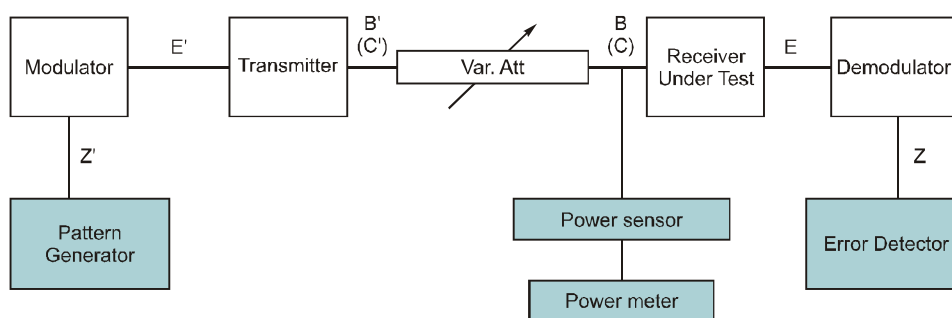 Modulator
E'
Transmitter
B'
(C')
Var. Att
B
(C)
Receiver
Under Test
E
Demodulator
Z'
Z
Pattern
Generator
Power sensor
Error Detector
Power meter